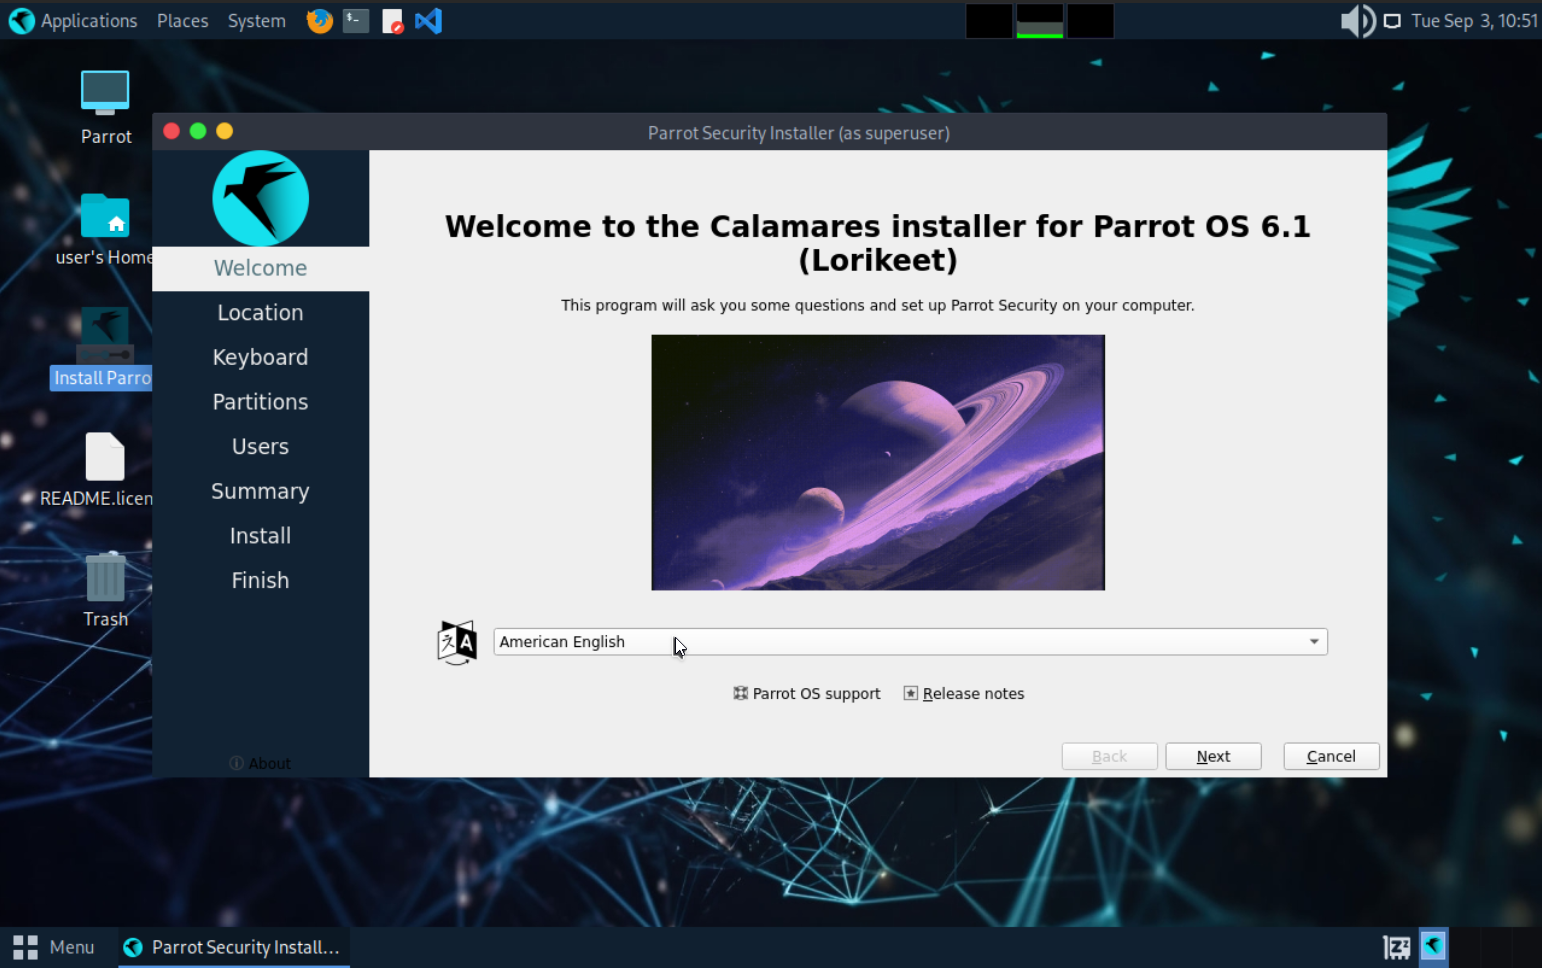 Applications Places System Tue Sep 3, 10:51
Parrot
user's Home
Install Parro
README.licen
Trash
Parrot Security Installer (as superuser)
Welcome
Location
Keyboard
Partitions
Users
Summary
Install
Finish
About
Welcome to the Calamares installer for Parrot OS 6.1
(Lorikeet)
This program will ask you some questions and set up Parrot Security on your computer.
American English
Parrot OS support Release notes
Back Next Cancel
Menu Parrot Security Install...